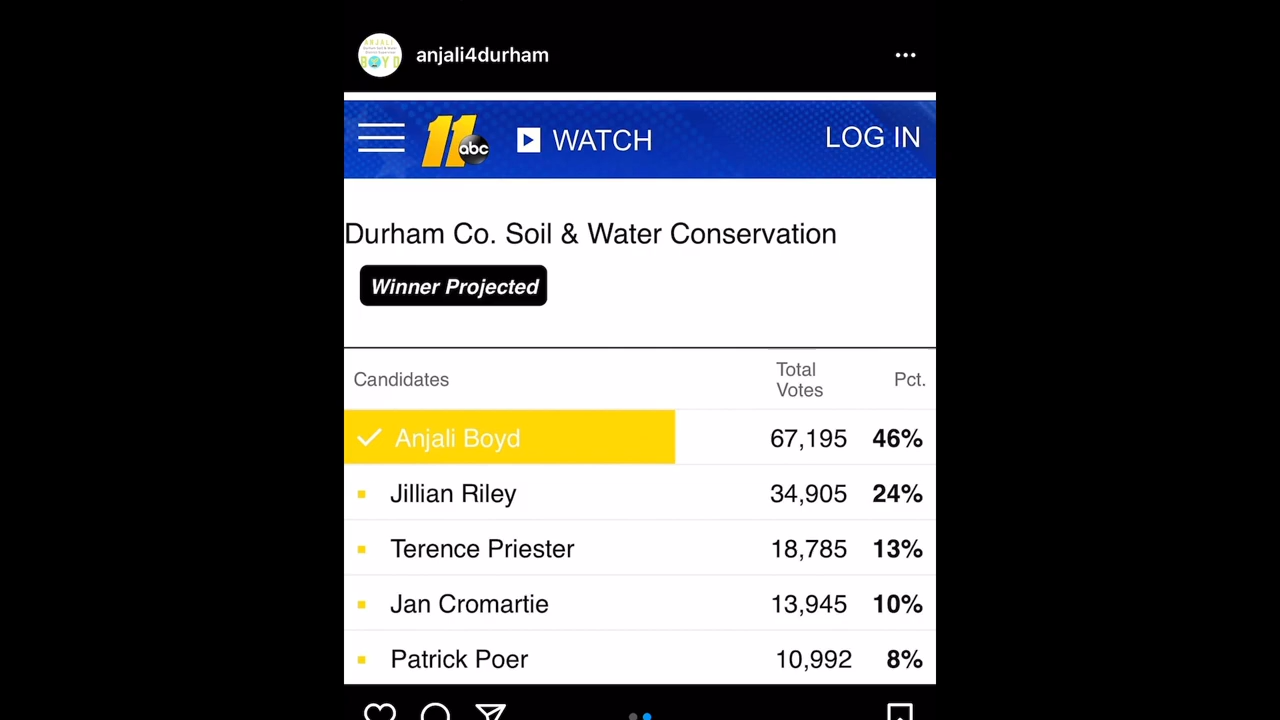 anjali4durham
11 abc WATCH LOG IN
Durham Co. Soil & Water Conservation
Winner Projected
Candidates Total Votes Pct.
Anjali Boyd 67,195 46%
Jillian Riley 34,905 24%
Terence Priester 18,785 13%
Jan Cromartie 13,945 10%
Patrick Poer 10,992 8%